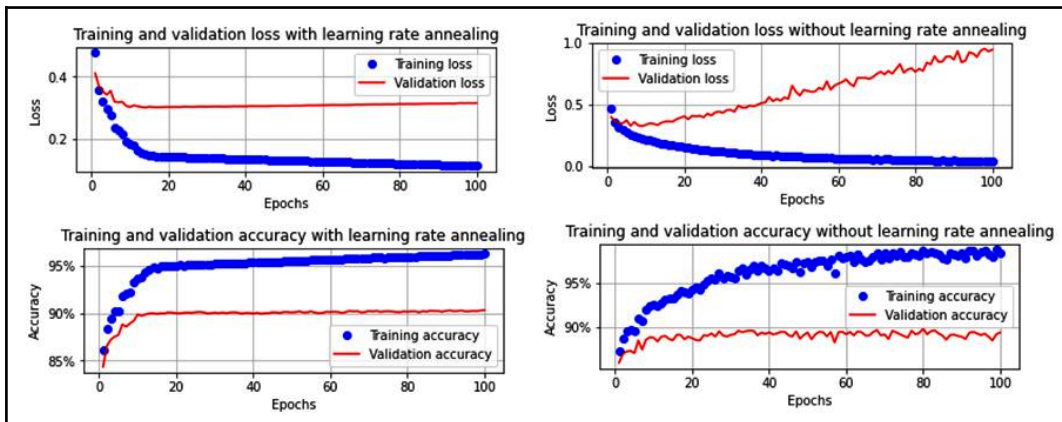 Training and validation loss with learning rate annealing
0.4
0.2
Loss
Training loss
Validation loss
0 20 40 60 80 100
Epochs
Training and validation loss without learning rate annealing
1.0
0.5
0.0
Loss
Training loss
Validation loss
0 20 40 60 80 100
Epochs
Training and validation accuracy with learning rate annealing
95%
90%
85%
Accuracy
Training accuracy
Validation accuracy
0 20 40 60 80 100
Epochs
Training and validation accuracy without learning rate annealing
95%
90%
Accuracy
Training accuracy
Validation accuracy
0 20 40 60 80 100
Epochs